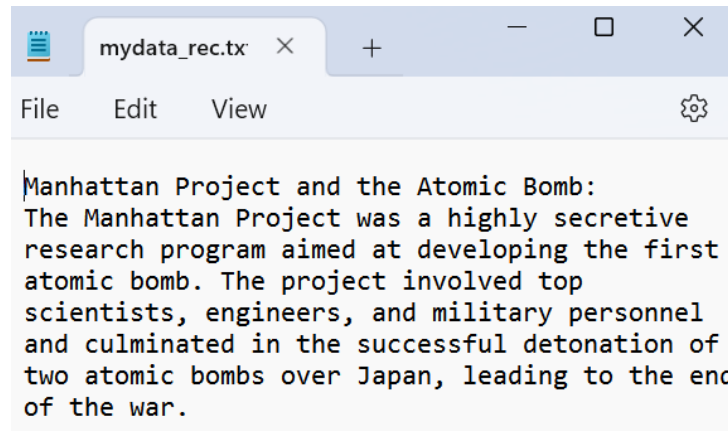 mydata_rec.tx
File Edit View
Manhattan Project and the Atomic Bomb:
The Manhattan Project was a highly secretive
research program aimed at developing the first
atomic bomb. The project involved top
scientists, engineers, and military personnel
and culminated in the successful detonation of
two atomic bombs over Japan, leading to the end
of the war.